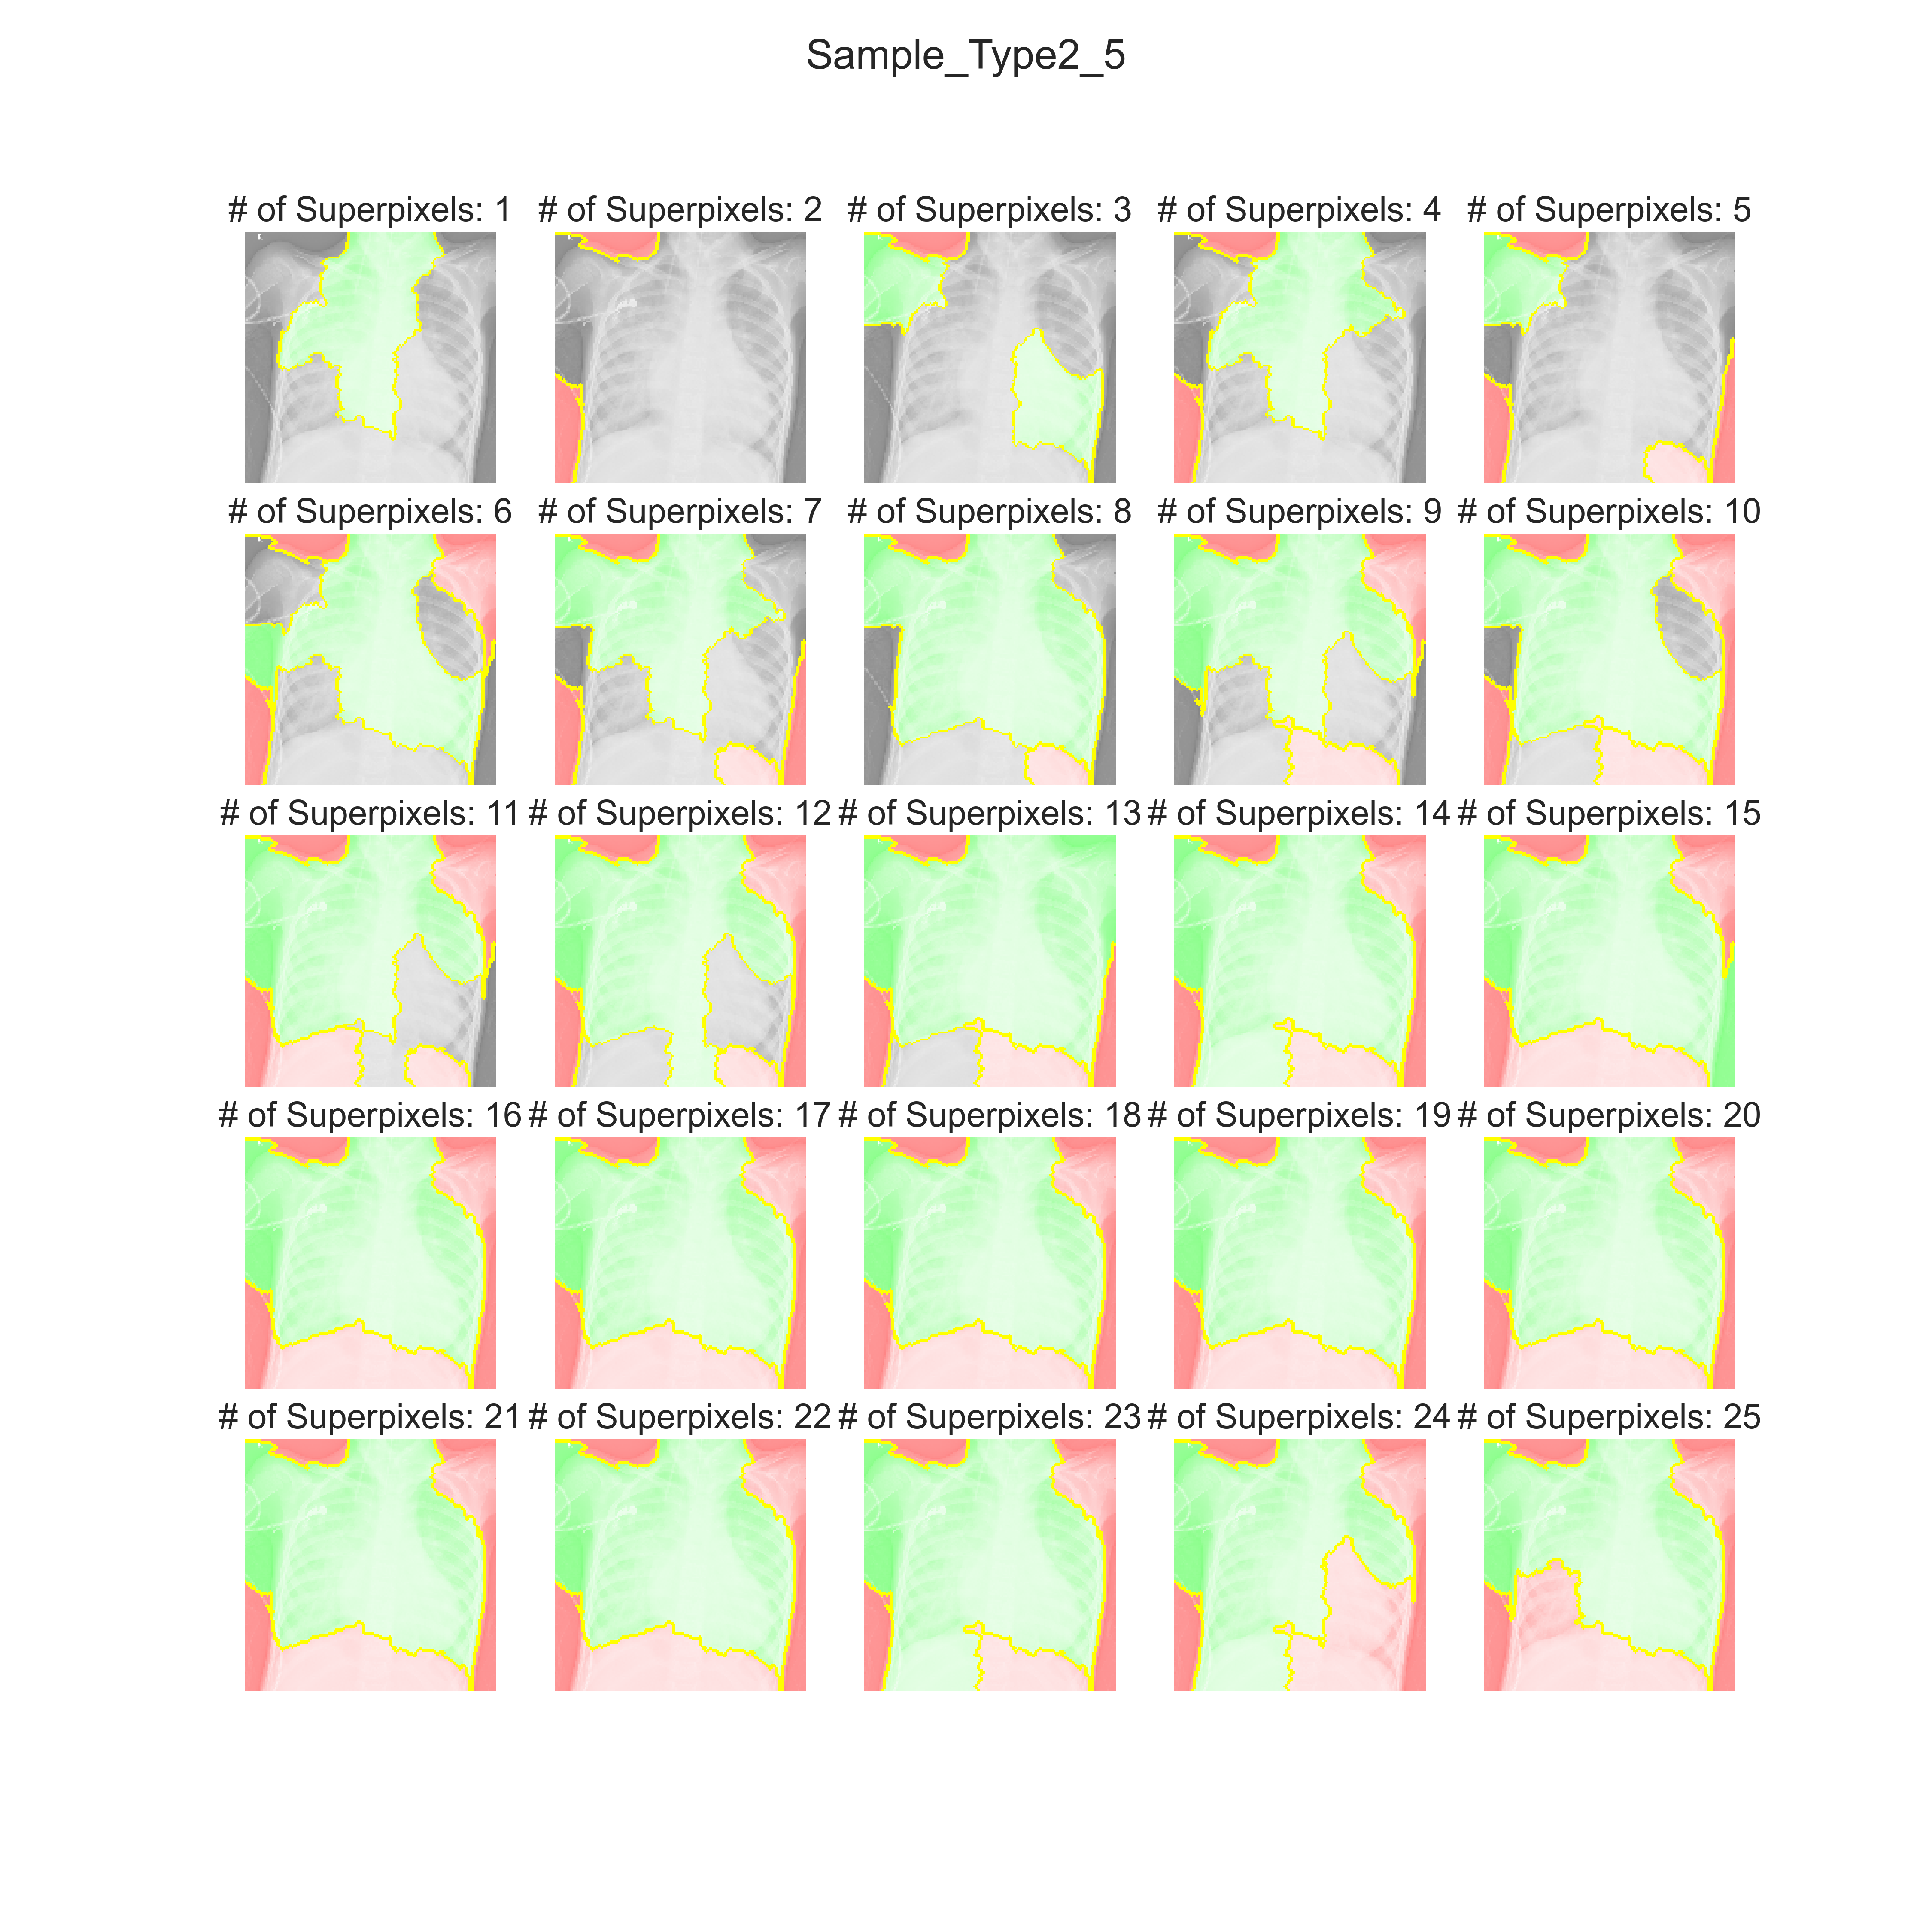 Sample_Type2_5
# of Superpixels: 1
# of Superpixels: 2
# of Superpixels: 3
# of Superpixels: 4
# of Superpixels: 5
# of Superpixels: 6
# of Superpixels: 7
# of Superpixels: 8
# of Superpixels: 9
# of Superpixels: 10
# of Superpixels: 11
# of Superpixels: 12
# of Superpixels: 13
# of Superpixels: 14
# of Superpixels: 15
# of Superpixels: 16
# of Superpixels: 17
# of Superpixels: 18
# of Superpixels: 19
# of Superpixels: 20
# of Superpixels: 21
# of Superpixels: 22
# of Superpixels: 23
# of Superpixels: 24
# of Superpixels: 25